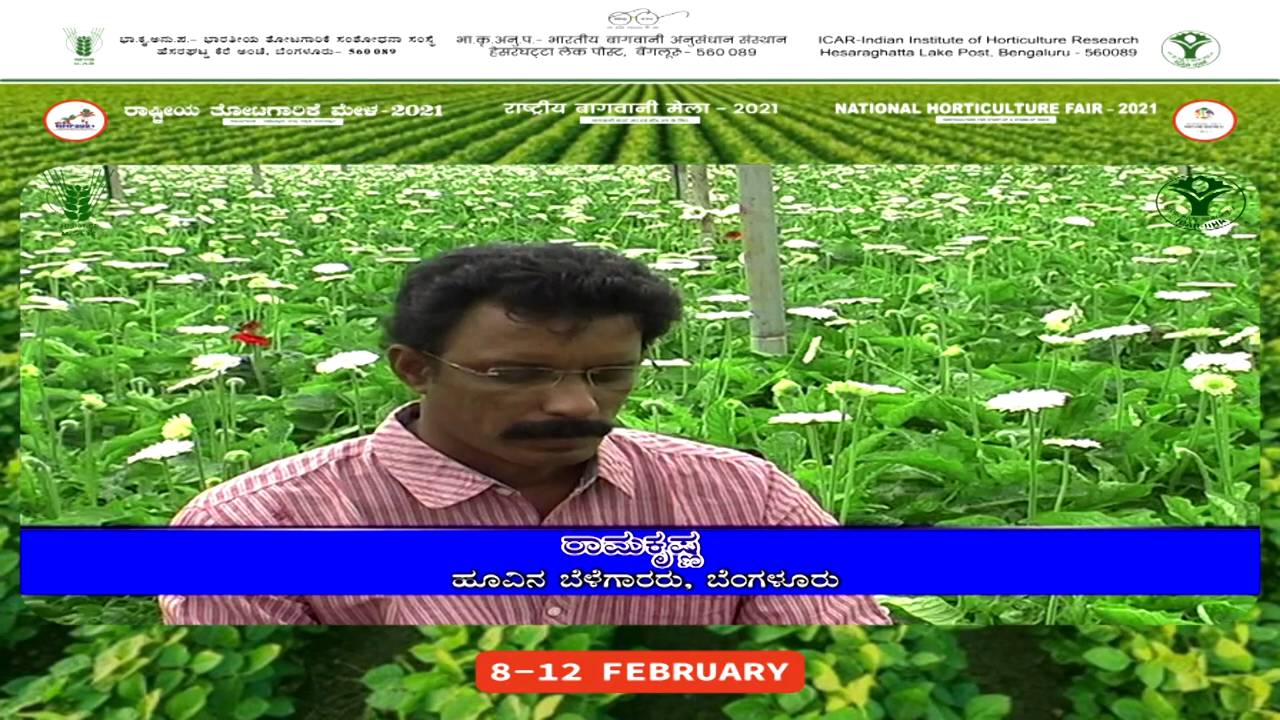 ಭಾ.ಕೃ.ಅನು.ಪ.- ಭಾರತೀಯ ತೋಟಗಾರಿಕೆ ಸಂಶೋಧನಾ ಸಂಸ್ಥೆ
ಹೆಸರಘಟ್ಟ ಕೆರೆ ಅಂಚೆ, ಬೆಂಗಳೂರು- 560 089
भा.कृ.अनु.प.- भारतीय बागवानी अनुसंधान संस्थान
हेसरघट्टा लेक पोस्ट, बेंगलूरू- 560 089
ICAR-Indian Institute of Horticulture Research
Hesaraghatta Lake Post, Bengaluru - 560089
ರಾಷ್ಟ್ರೀಯ ತೋಟಗಾರಿಕೆ ಮೇಳ -2021
राष्ट्रीय बागवानी मेला - 2021
NATIONAL HORTICULTURE FAIR - 2021
ರಾಮಕೃಷ್ಣ
ಹೂವಿನ ಬೆಳೆಗಾರರು, ಬೆಂಗಳೂರು
8-12 FEBRUARY